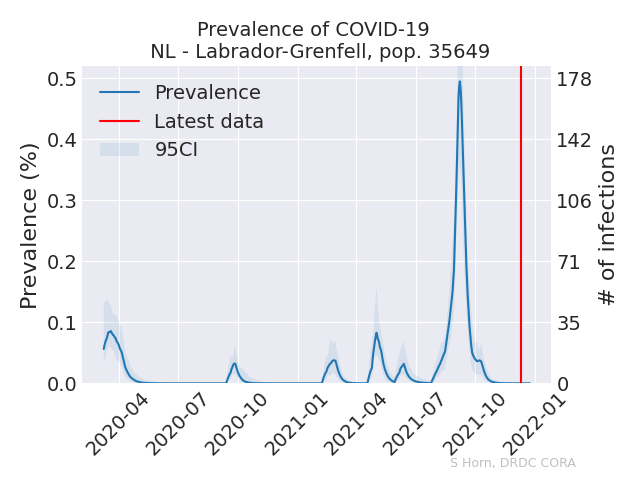 Prevalence of COVID-19
NL - Labrador-Grenfell, pop. 35649
Prevalence
Latest data
95CI
Prevalence (%)
0.5
0.4
0.3
0.2
0.1
0.0
# of infections
178
142
106
71
35
0
2020-04
2020-07
2020-10
2021-01
2021-04
2021-07
2021-10
2022-01
S Horn, DRDC CORA